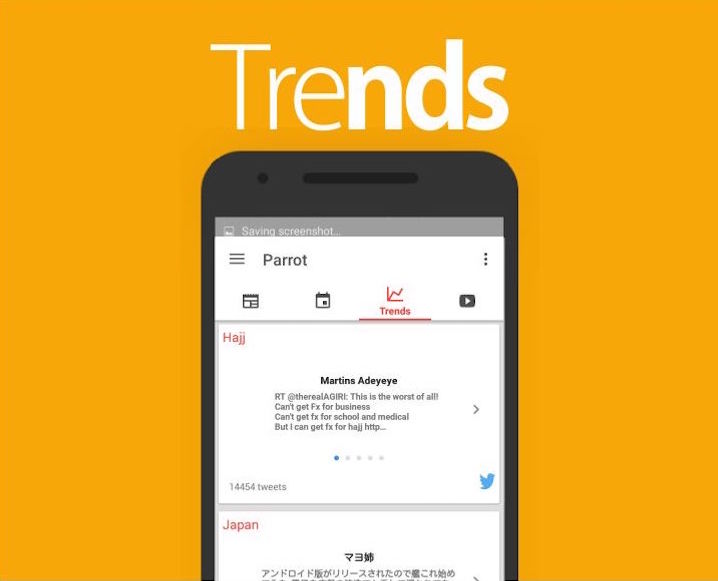 Trends
Saving screenshot...
Parrot
Trends
Hajj
Martins Adeyeye
RT @therealAGIRI: This is the worst of all!
Can't get Fx for business
Can't get fx for school and medical
But I can get fx for hajj http...
14454 tweets
Japan
マヨ姉
アンドロイド版がリリースされたので艦これ始め